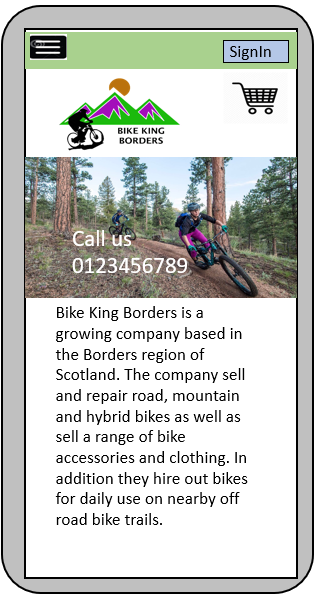 SignIn
BIKE KING
BORDERS
Call us
0123456789
Bike King Borders is a
growing company based in
the Borders region of
Scotland. The company sell
and repair road, mountain
and hybrid bikes as well as
sell a range of bike
accessories and clothing. In
addition they hire out bikes
for daily use on nearby off
road bike trails.